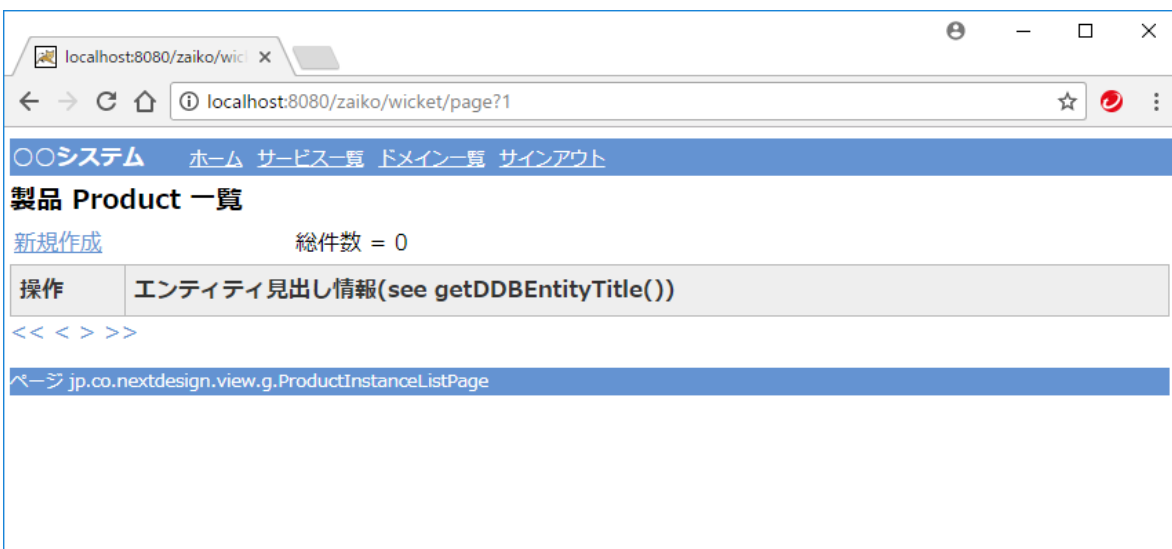 localhost:8080/zaiko/wic
localhost:8080/zaiko/wicket/page?1
○○システム ホーム サービス一覧 ドメイン一覧 サインアウト
製品 Product 一覧
新規作成 総件数 = 0
操作 エンティティ見出し情報(see getDDBEntityTitle())
<< < > >>
ページ jp.co.nextdesign.view.g.ProductInstanceListPage